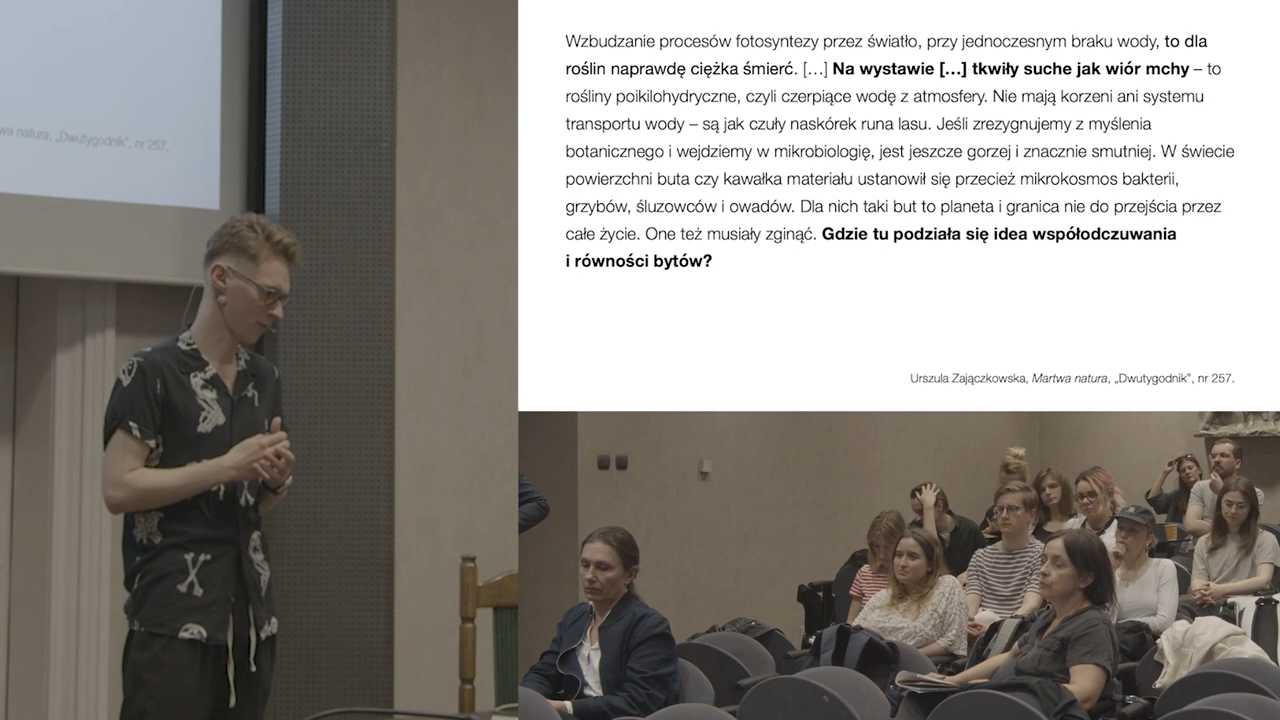 wa natura, „Dwutygodnik”, nr 257.
Wzbudzanie procesów fotosyntezy przez światło, przy jednoczesnym braku wody, to dla
roślin naprawdę ciężka śmierć. […] Na wystawie […] tkwiły suche jak wiór mchy – to
rośliny poikilohydryczne, czyli czerpiące wodę z atmosfery. Nie mają korzeni ani systemu
transportu wody – są jak czuły naskórek runa lasu. Jeśli zrezygnujemy z myślenia
botanicznego i wejdziemy w mikrobiologię, jest jeszcze gorzej i znacznie smutniej. W świecie
powierzchni buta czy kawałka materiału ustanowił się przecież mikrokosmos bakterii,
grzybów, śluzowców i owadów. Dla nich taki but to planeta i granica nie do przejścia przez
całe życie. One też musiały zginąć. Gdzie tu podziała się idea współodczuwania
i równości bytów?
Urszula Zajączkowska, Martwa natura, „Dwutygodnik”, nr 257.